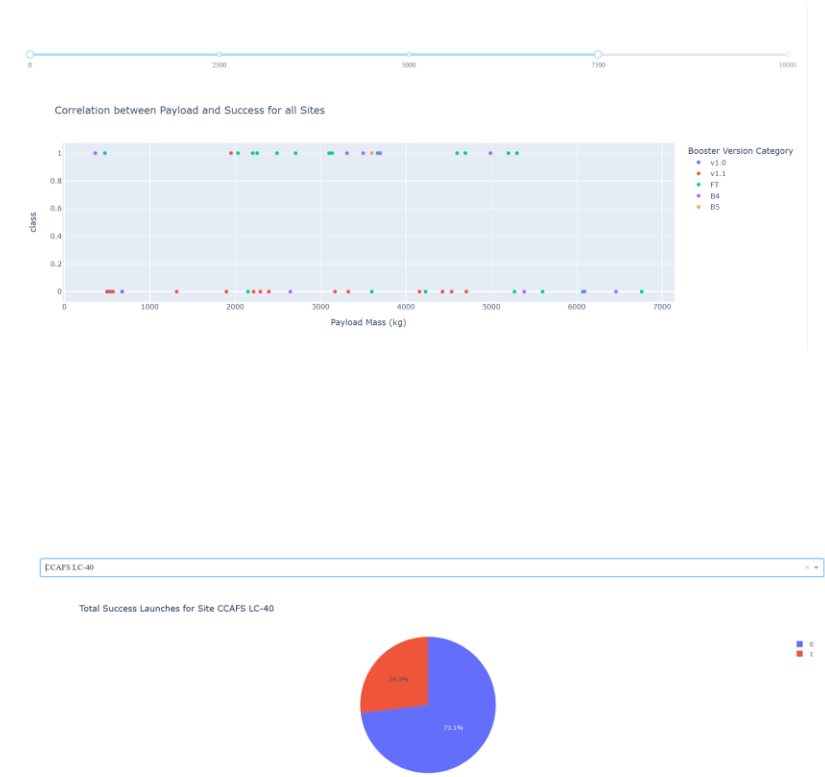 0 2500 5000 7500 10000
Correlation between Payload and Success for all Sites
Booster Version Category
v1.0
v1.1
FT
B4
B5
1
0.8
0.6
0.4
0.2
0
class
0 1000 2000 3000 4000 5000 6000 7000
Payload Mass (kg)
CCAFS LC-40 ×
Total Success Launches for Site CCAFS LC-40
0
1
26.9%
73.1%